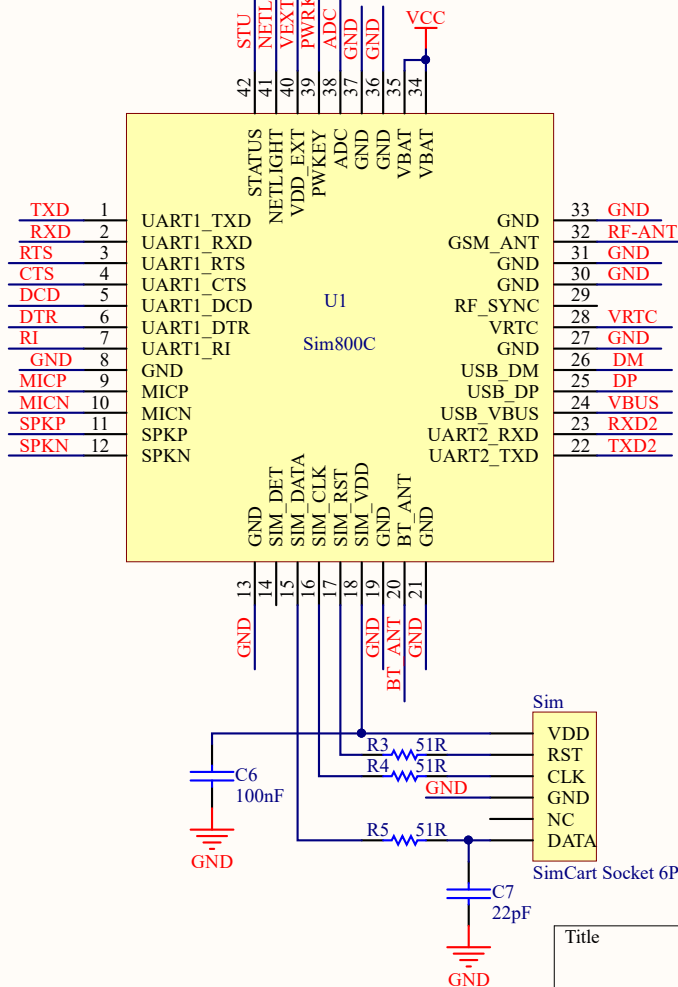 VCC
STU
NETL
VEXT
PWRK
ADC
GND
GND
42
41
40
39
38
37
36
35
34
STATUS
NETLIGHT
VDD_EXT
PWKEY
ADC
GND
GND
VBAT
VBAT
TXD 1 UART1_TXD
RXD 2 UART1_RXD
RTS 3 UART1_RTS
CTS 4 UART1_CTS
DCD 5 UART1_DCD
DTR 6 UART1_DTR
RI 7 UART1_RI
GND 8 GND
MICP 9 MICP
MICN 10 MICN
SPKP 11 SPKP
SPKN 12 SPKN
U1
Sim800C
GND 33 GND
GSM_ANT 32 RF-ANT
GND 31 GND
GND 30 GND
RF_SYNC 29
VRTC 28 VRTC
GND 27 GND
USB_DM 26 DM
USB_DP 25 DP
USB_VBUS 24 VBUS
UART2_RXD 23 RXD2
UART2_TXD 22 TXD2
GND
SIM_DET
SIM_DATA
SIM_CLK
SIM_RST
SIM_VDD
GND
BT_ANT
GND
13
14
15
16
17
18
19
20
21
GND
GND
BT_ANT
GND
Sim
VDD
R3 51R RST
R4 51R CLK
GND GND
NC
R5 51R DATA
SimCart Socket 6P
C6
100nF
GND
C7
22pF
GND
Title